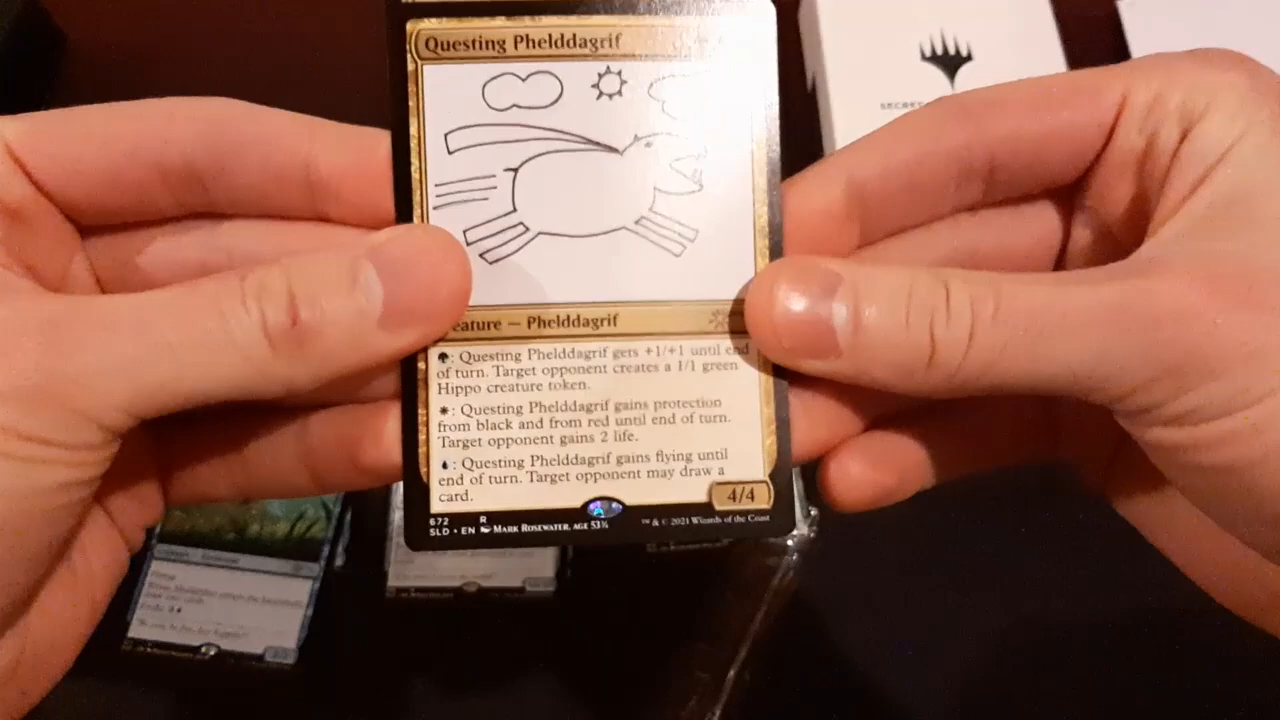 Questing Phelddagrif
SECRE
eature — Phelddagrif
: Questing Phelddagrif gets +1/+1 until end
of turn. Target opponent creates a 1/1 green
Hippo creature token.
: Questing Phelddagrif gains protection
from black and from red until end of turn.
Target opponent gains 2 life.
: Questing Phelddagrif gains flying until
end of turn. Target opponent may draw a
card.
4/4
672 R
SLD • EN MARK ROSEWATER, AGE 53½
™ & © 2021 Wizards of the Coast